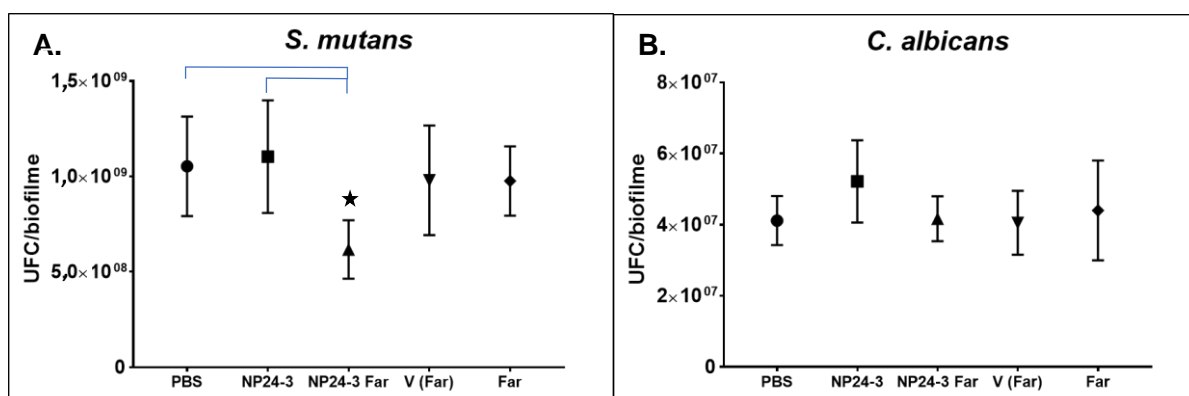 A.
S. mutans
UFC/biofilme
1,5×10⁰⁹
1,0×10⁰⁹
5,0×10⁰⁸
0
PBS NP24-3 NP24-3 Far V (Far) Far
B.
C. albicans
UFC/biofilme
8×10⁰⁷
6×10⁰⁷
4×10⁰⁷
2×10⁰⁷
0
PBS NP24-3 NP24-3 Far V (Far) Far